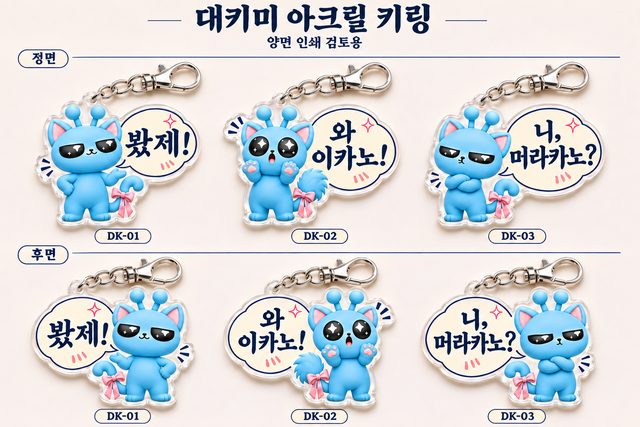 대키미 아크릴 키링
양면 인쇄 검토용
정면
봤제!
와
이카노!
니,
머라카노?
DK-01
DK-02
DK-03
후면
봤제!
와
이카노!
니,
머라카노?
DK-01
DK-02
DK-03